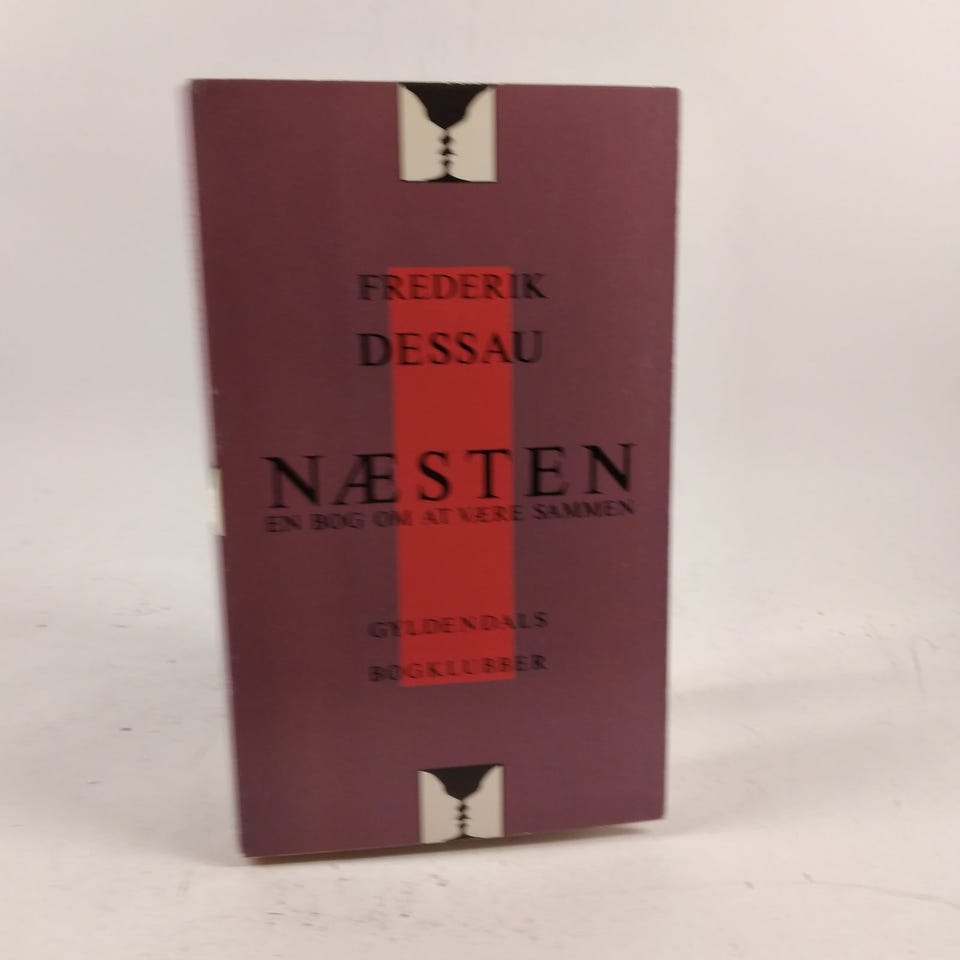 FREDERIK
DESSAU
NÆSTEN
EN BOG OM AT VÆRE SAMMEN
GYLDENDALS
BOGKLUBBER